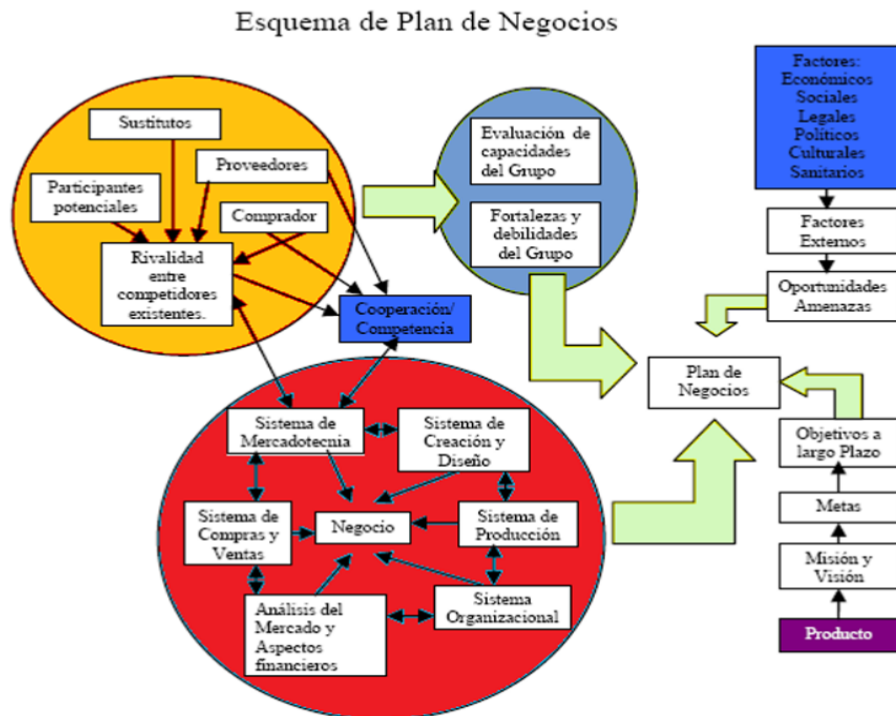 Esquema de Plan de Negocios
Sustitutos
Proveedores
Participantes
potenciales
Comprador
Rivalidad
entre
competidores
existentes.
Cooperación/
Competencia
Evaluación de
capacidades
del Grupo
Fortalezas y
debilidades
del Grupo
Factores:
Económicos
Sociales
Legales
Políticos
Culturales
Sanitarios
Factores
Externos
Oportunidades
Amenazas
Plan de
Negocios
Objetivos a
largo Plazo
Metas
Misión y
Visión
Producto
Sistema de
Mercadotecnia
Sistema de
Creación y
Diseño
Sistema de
Compras y
Ventas
Negocio
Sistema de
Producción
Análisis del
Mercado y
Aspectos
financieros
Sistema
Organizacional